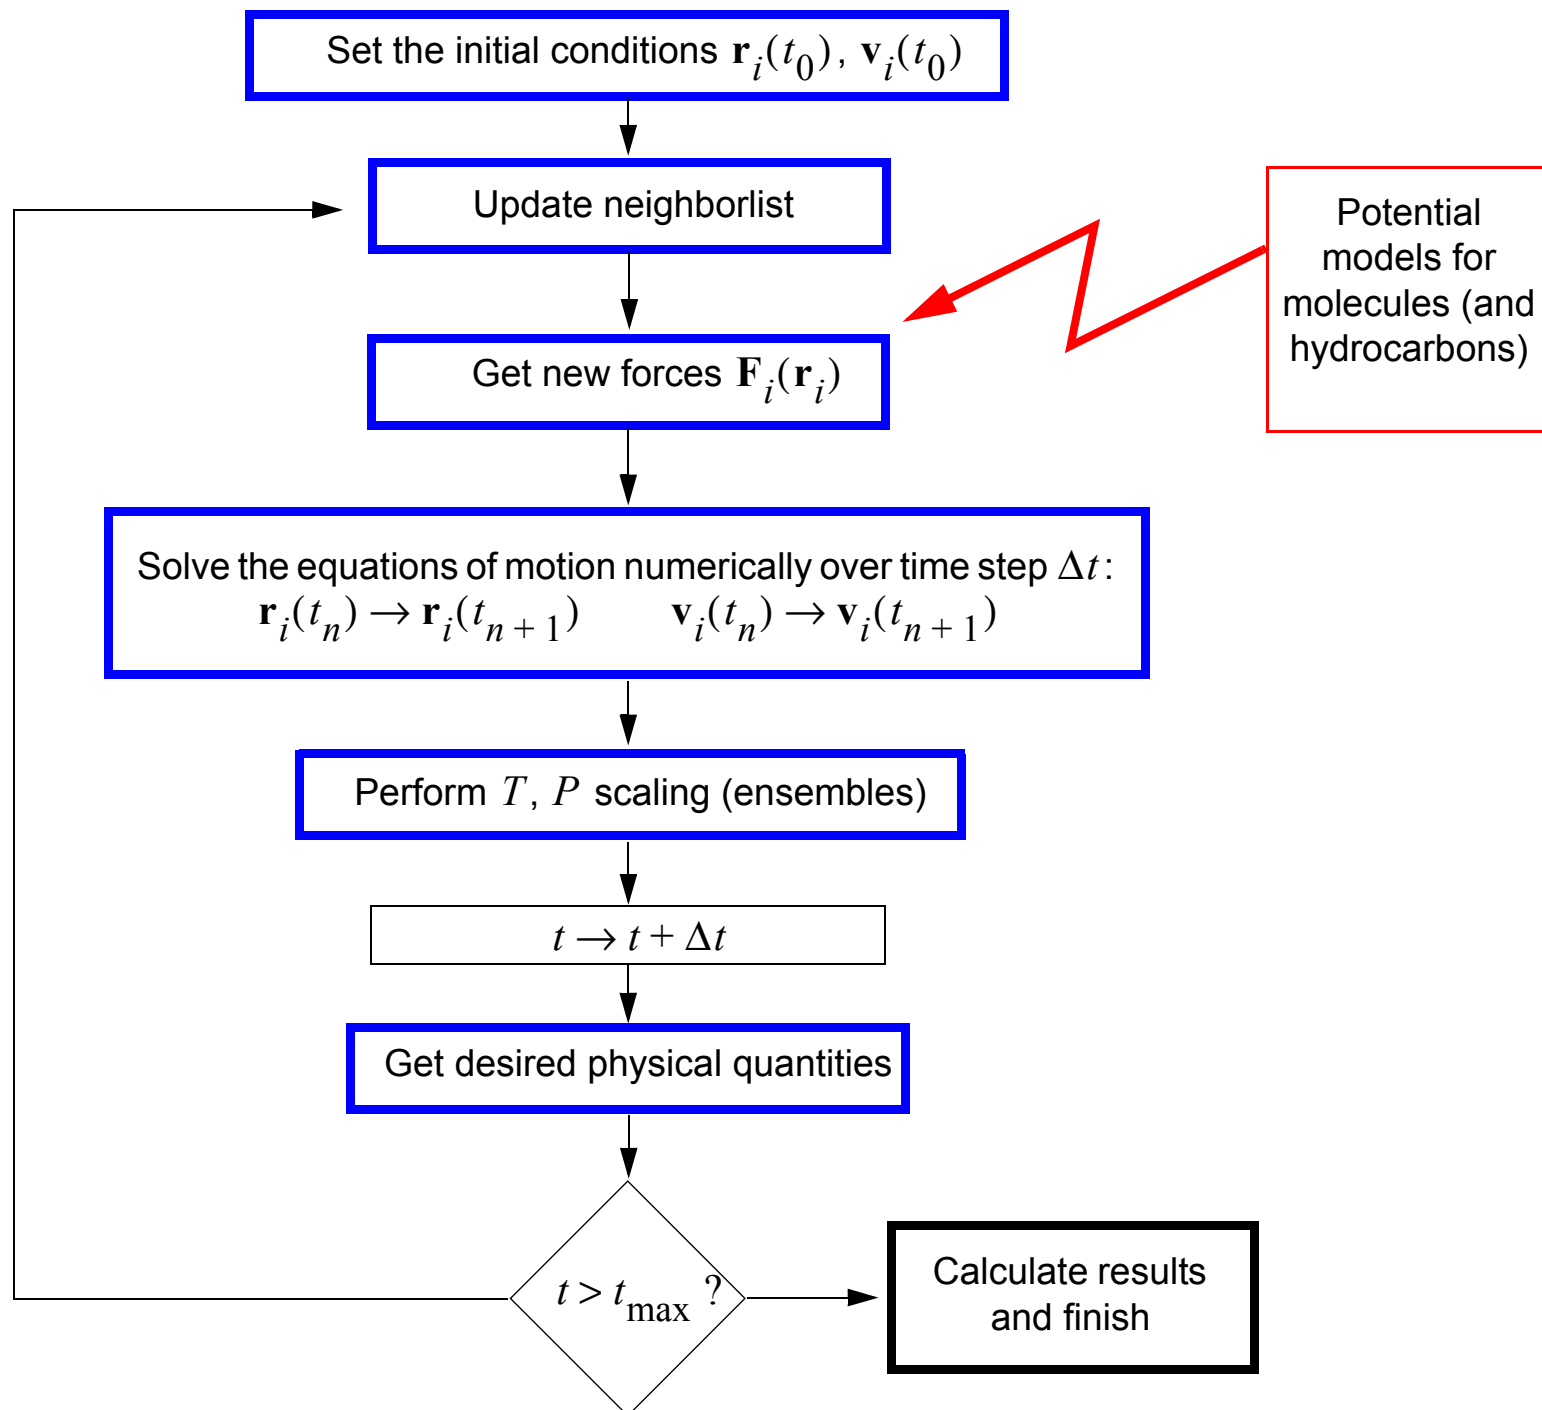 Set the initial conditions r_i(t_0), v_i(t_0)
Update neighborlist
Potential
models for
molecules (and
hydrocarbons)
Get new forces F_i(r_i)
Solve the equations of motion numerically over time step Δt:
r_i(t_n) → r_i(t_{n + 1}) v_i(t_n) → v_i(t_{n + 1})
Perform T, P scaling (ensembles)
t → t + Δt
Get desired physical quantities
t > t_max ?
Calculate results
and finish